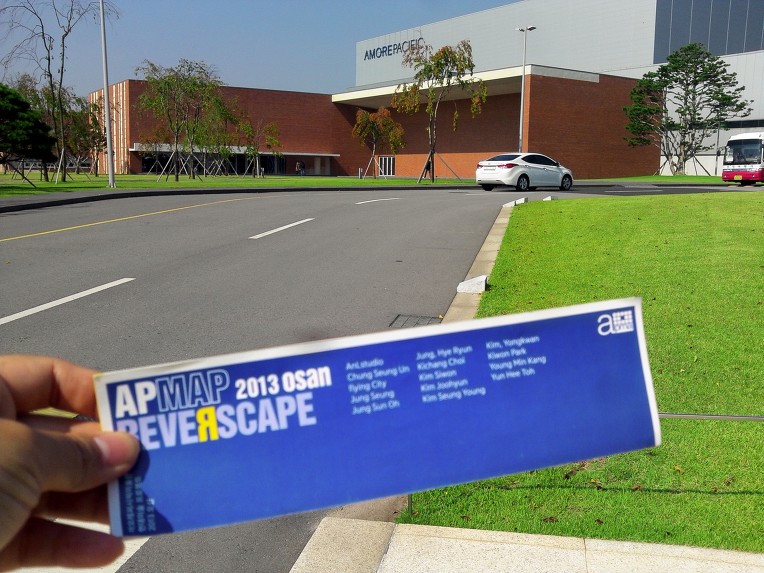 AMOREPACIFIC
APMAP 2013 osan
REVERSCAPE
AnLstudio
Chung Seung Un
flying City
Jung Seung
Jung Sun Oh
Jung, Hye Ryun
Kichang Choi
Kim Siwon
Kim Joohyun
Kim Seung Young
Kim, Yongkwan
Kiwon Park
Young Min Kang
Yun Hee Toh
a